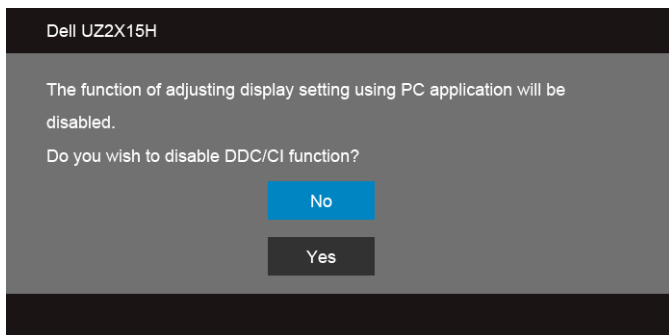 Dell UZ2X15H
The function of adjusting display setting using PC application will be
disabled.
Do you wish to disable DDC/CI function?
No
Yes